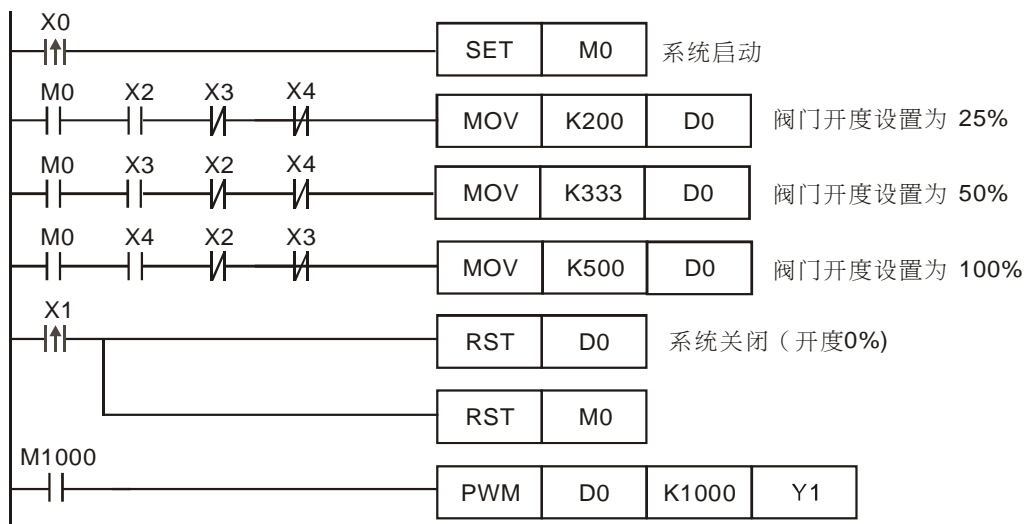 X0
SET M0 系统启动
M0 X2 X3 X4
MOV K200 D0 阀门开度设置为 25%
M0 X3 X2 X4
MOV K333 D0 阀门开度设置为 50%
M0 X4 X2 X3
MOV K500 D0 阀门开度设置为 100%
X1
RST D0 系统关闭（开度0%)
RST M0
M1000
PWM D0 K1000 Y1